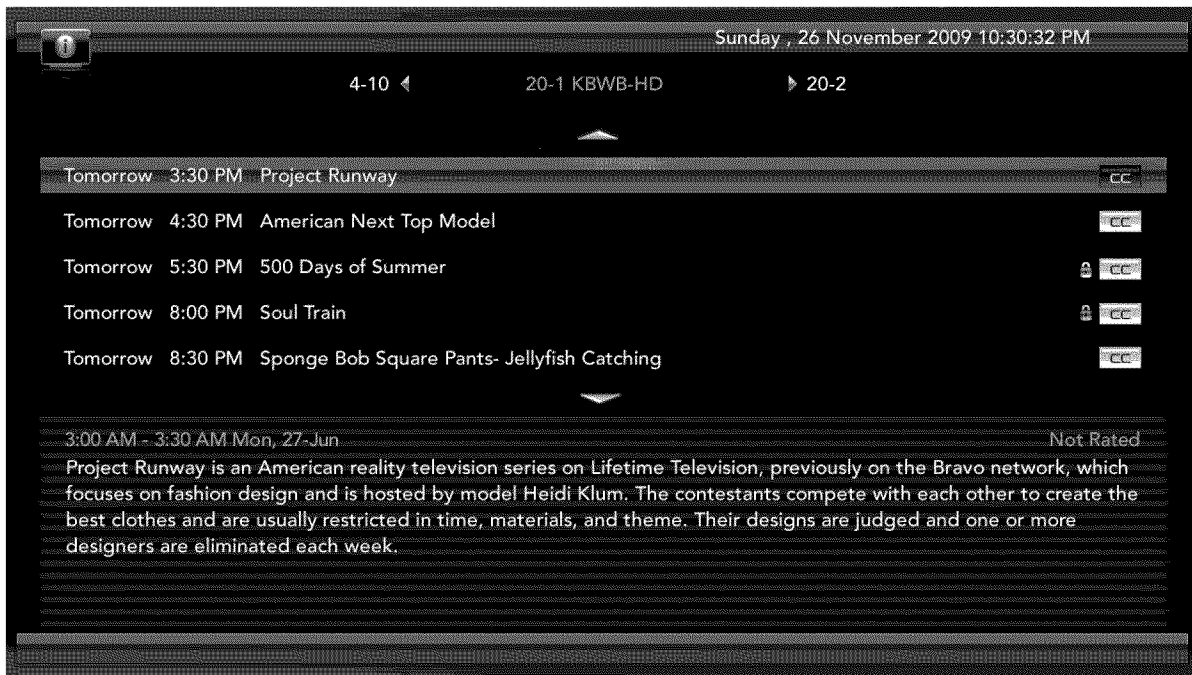 Sunday , 26 November 2009 10:30:32 PM
4-10 20-1 KBWB-HD 20-2
Tomorrow 3:30 PM Project Runway CC
Tomorrow 4:30 PM American Next Top Model CC
Tomorrow 5:30 PM 500 Days of Summer CC
Tomorrow 8:00 PM Soul Train CC
Tomorrow 8:30 PM Sponge Bob Square Pants- Jellyfish Catching CC
3:00 AM - 3:30 AM Mon, 27-Jun Not Rated
Project Runway is an American reality television series on Lifetime Television, previously on the Bravo network, which
focuses on fashion design and is hosted by model Heidi Klum. The contestants compete with each other to create the
best clothes and are usually restricted in time, materials, and theme. Their designs are judged and one or more
designers are eliminated each week.